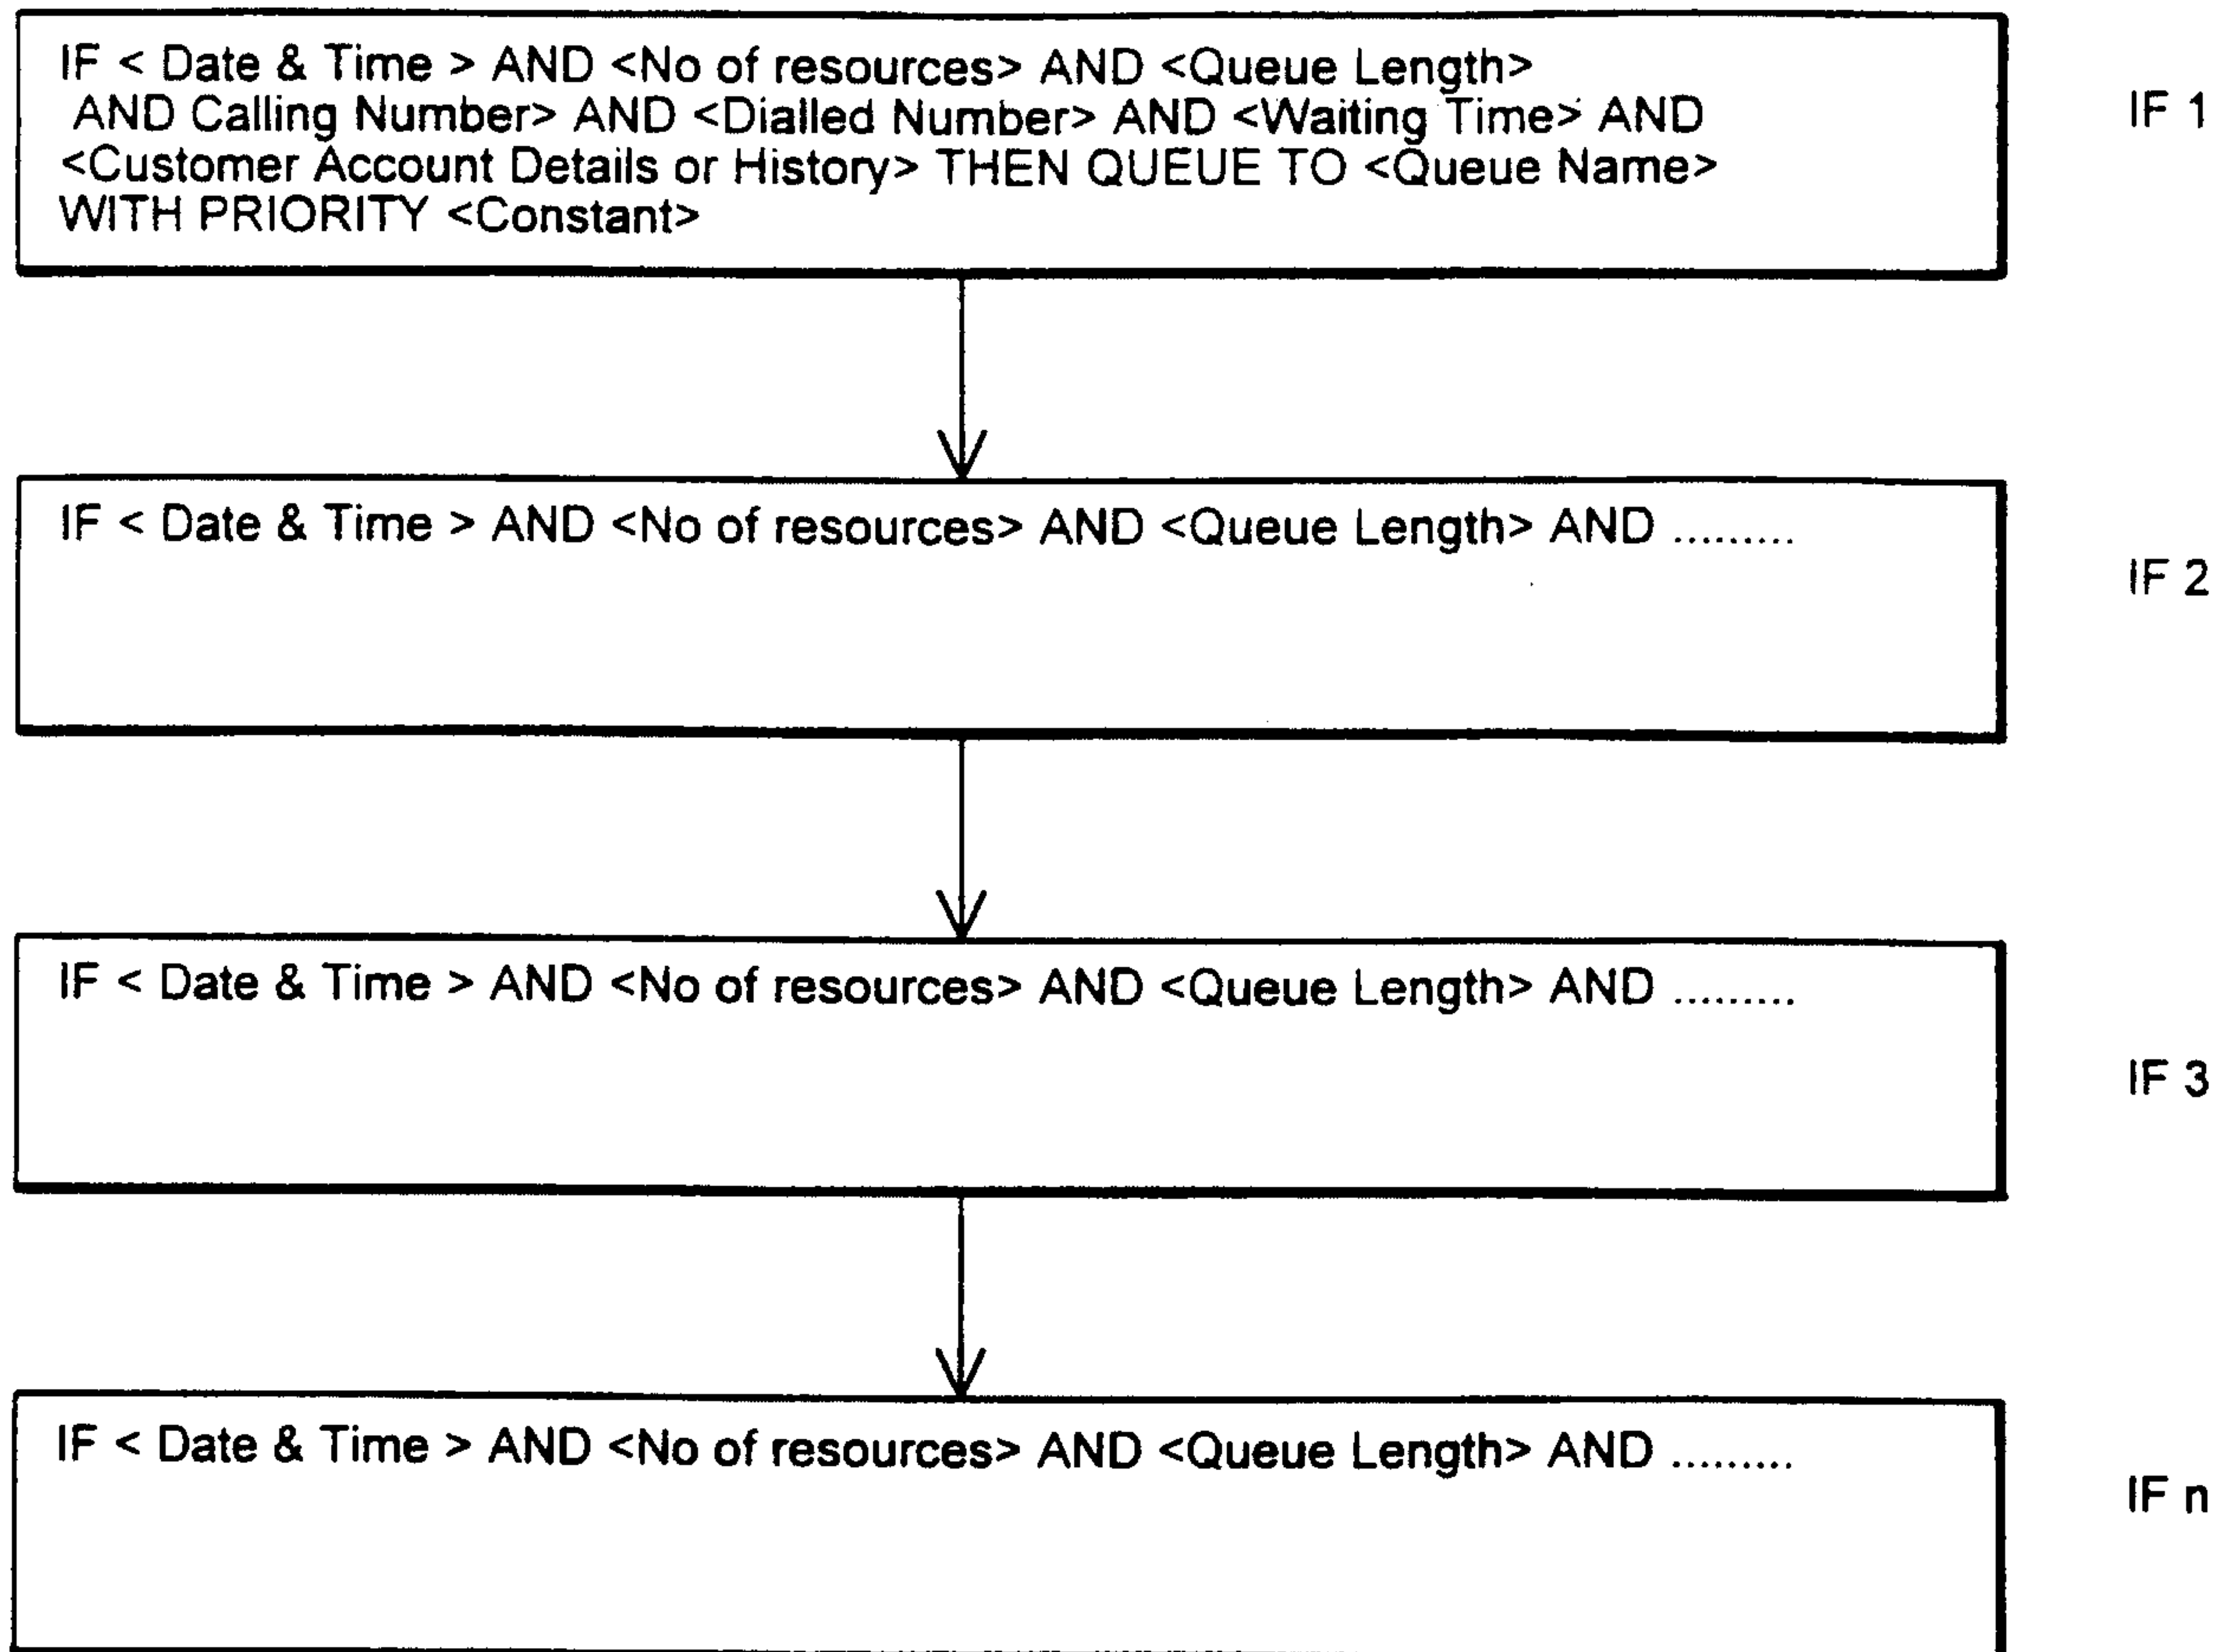 IF < Date & Time > AND <No of resources> AND <Queue Length>
AND Calling Number> AND <Dialled Number> AND <Waiting Time> AND
<Customer Account Details or History> THEN QUEUE TO <Queue Name>
WITH PRIORITY <Constant>
IF 1
IF < Date & Time > AND <No of resources> AND <Queue Length> AND .........
IF 2
IF < Date & Time > AND <No of resources> AND <Queue Length> AND .........
IF 3
IF < Date & Time > AND <No of resources> AND <Queue Length> AND .........
IF n